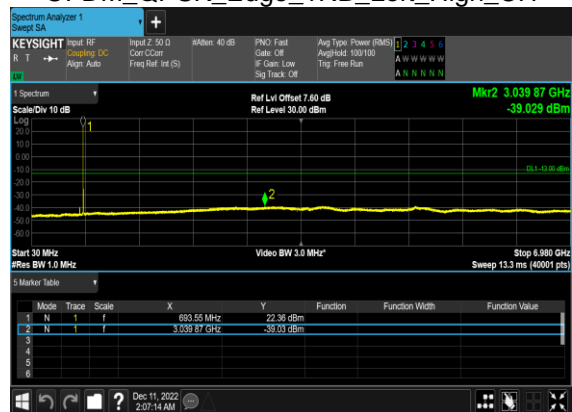 Spectrum Analyzer 1
Swept SA
KEYSIGHT Input: RF Input Z: 50 Ω #Atten: 40 dB PNO: Fast Avg Type: Power (RMS) 1 2 3 4 5 6
R T Coupling: DC Corr CCorr Gate: Off Avg|Hold: 100/100 A W W W W W
Align: Auto Freq Ref: Int (S) IF Gain: Low Trig: Free Run
LW Sig Track: Off A N N N N N
1 Spectrum Ref Lvl Offset 7.60 dB Mkr2 3.039 87 GHz
Scale/Div 10 dB Ref Level 30.00 dBm -39.029 dBm
Log
20.0
10.0
0.00
-10.0
-20.0
-30.0
-40.0
-50.0
-60.0
1
DL1 -13.00 dBm
2
Start 30 MHz Video BW 3.0 MHz* Stop 6.980 GHz
#Res BW 1.0 MHz Sweep 13.3 ms (40001 pts)
5 Marker Table
Mode Trace Scale X Y Function Function Width Function Value
1 N 1 f 693.55 MHz 22.36 dBm
2 N 1 f 3.039 87 GHz -39.03 dBm
3
4
5
6
? Dec 11, 2022
2:07:14 AM